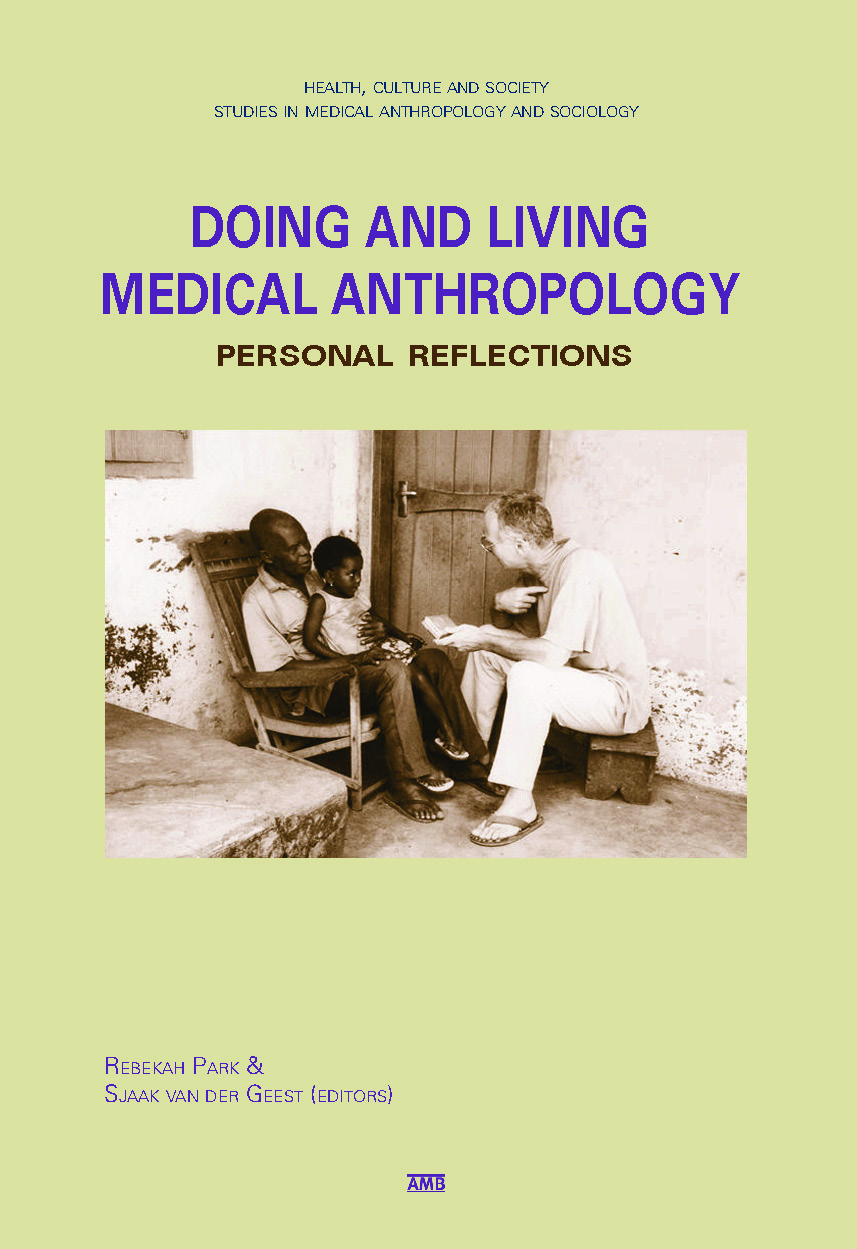 HEALTH, CULTURE AND SOCIETY
STUDIES IN MEDICAL ANTHROPOLOGY AND SOCIOLOGY
DOING AND LIVING
MEDICAL ANTHROPOLOGY
PERSONAL REFLECTIONS
REBEKAH PARK &
SJAAK VAN DER GEEST (EDITORS)
AMB